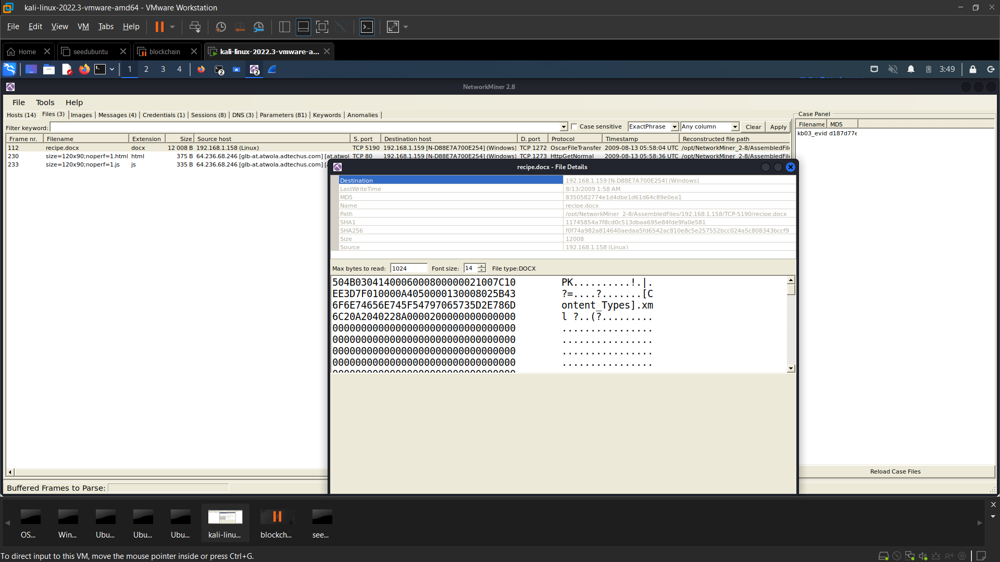 kali-linux-2022.3-vmware-amd64 - VMware Workstation
File Edit View VM Tabs Help
Home seedubuntu blockchain kali-linux-2022.3-vmware-a...
1 2 3 4 2 2 3:49
NetworkMiner 2.8
File Tools Help
Hosts (14) Files (3) Images Messages (4) Credentials (1) Sessions (8) DNS (3) Parameters (81) Keywords Anomalies
Filter keyword: Case sensitive ExactPhrase Any column Clear Apply
Frame nr. Filename Extension Size Source host S. port Destination host D. port Protocol Timestamp Reconstructed file path
112 recipe.docx docx 12 008 B 192.168.1.158 (Linux) TCP 5190 192.168.1.159 [N-D88E7A700E254] (Windows) TCP 1272 OscarFileTransfer 2009-08-13 05:58:04 UTC /opt/NetworkMiner_2-8/AssembledFil
230 size=120x90;noperf=1.html html 375 B 64.236.68.246 [glb-at.atwola.adtechus.com] [at.atwol TCP 80 192.168.1.159 [N-D88E7A700E254] (Windows) TCP 1273 HttpGetNormal 2009-08-13 05:58:36 UTC /opt/NetworkMiner_2-8/AssembledFil
233 size=120x90;noperf=1.js js 335 B 64.236.68.246 [glb-at.atwola.adtechus.com] [
Case Panel
Filename MD5
kb03_evid d187d77e
recipe.docx - File Details
Destination 192.168.1.159 [N-D88E7A700E254] (Windows)
LastWriteTime 8/13/2009 1:58 AM
MD5 8350582774e1d4dbe1d61d64c89e0ea1
Name recipe.docx
Path /opt/NetworkMiner_2-8/AssembledFiles/192.168.1.158/TCP-5190/recipe.docx
SHA1 11745854a7f8cd0c513dbaa695e84fde9fa0e581
SHA256 f0f74a982a814640aedaa5fd6542ac810e8c5e257552bcc024a5c808343bccf9
Size 12008
Source 192.168.1.158 (Linux)
Max bytes to read: 1024 Font size: 14 File type:DOCX
504B030414000600080000002100​7C10 PK..........!.|.
EE3D7F010000A4050000130008025B43 ?=....?.......[C
6F6E74656E745F54797065735D2E786D ontent_Types].xm
6C20A2040228A0000200000000000000 l ?..(?.........
00000000000000000000000000000000 ................
00000000000000000000000000000000 ................
00000000000000000000000000000000 ................
00000000000000000000000000000000 ................
Reload Case Files
Buffered Frames to Parse:
OS... Win... Ubu... Ubu... Ubu... kali-linu... blockch... see...
To direct input to this VM, move the mouse pointer inside or press Ctrl+G.